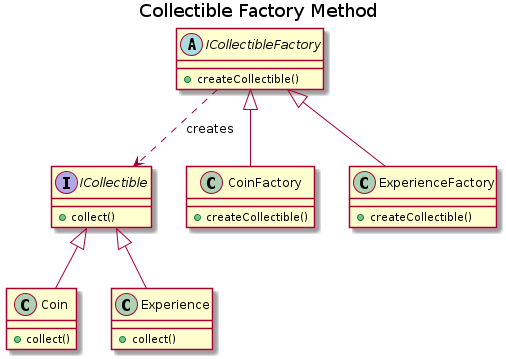 Collectible Factory Method
A ICollectibleFactory
createCollectible()
creates
I ICollectible
collect()
C CoinFactory
createCollectible()
C ExperienceFactory
createCollectible()
C Coin
collect()
C Experience
collect()